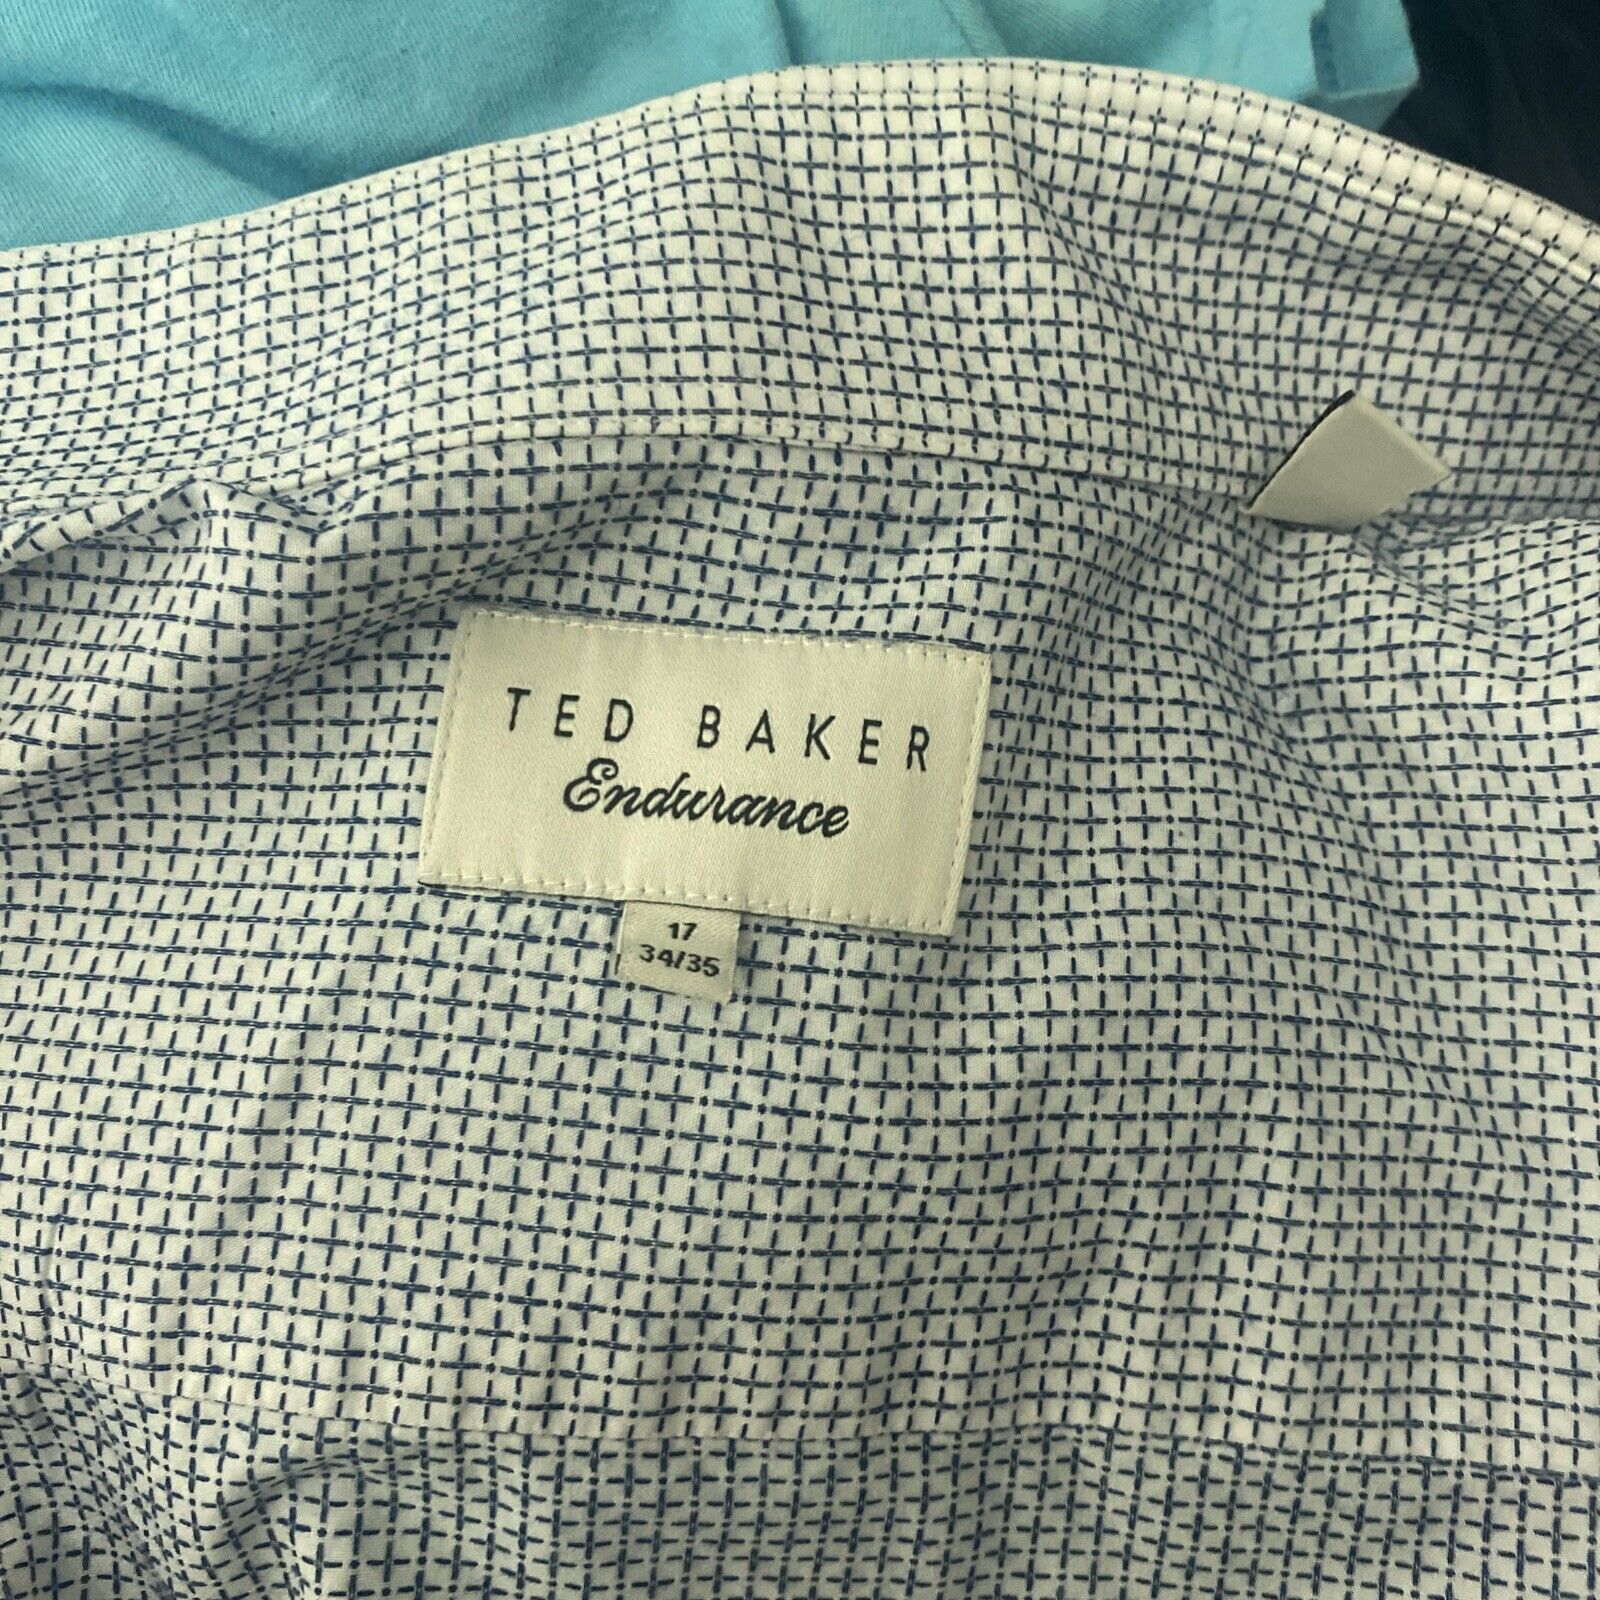 TED BAKER
Endurance
17
34/35